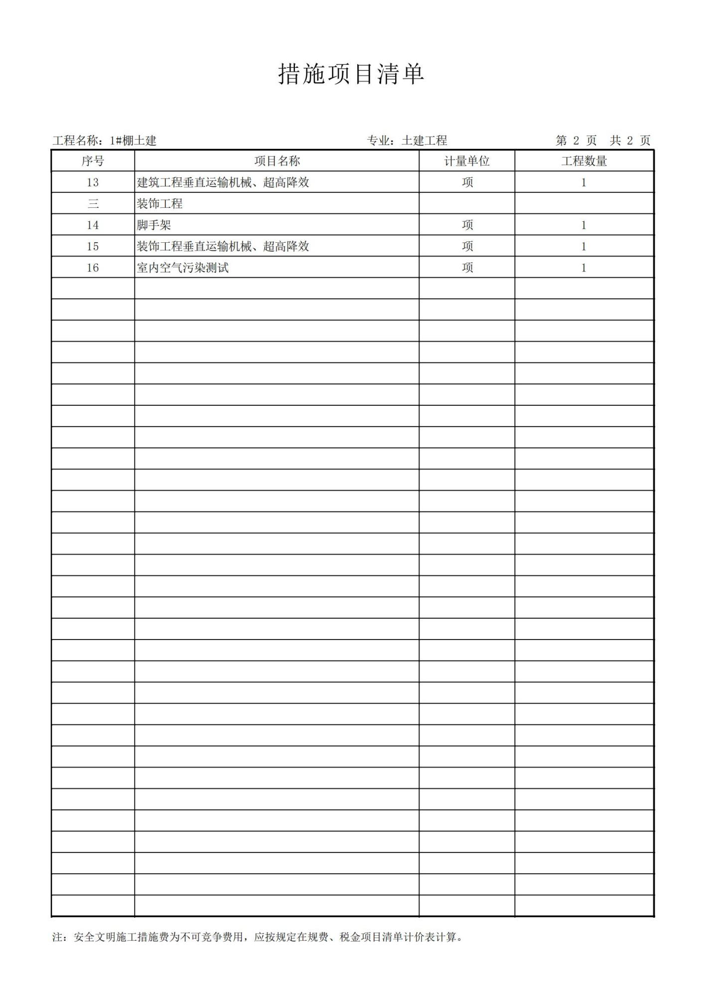 措施项目清单
工程名称：1#棚土建 专业：土建工程 第 2 页 共 2 页
序号 项目名称 计量单位 工程数量
13 建筑工程垂直运输机械、超高降效 项 1
三 装饰工程
14 脚手架 项 1
15 装饰工程垂直运输机械、超高降效 项 1
16 室内空气污染测试 项 1
注：安全文明施工措施费为不可竞争费用，应按规定在规费、税金项目清单计价表计算。